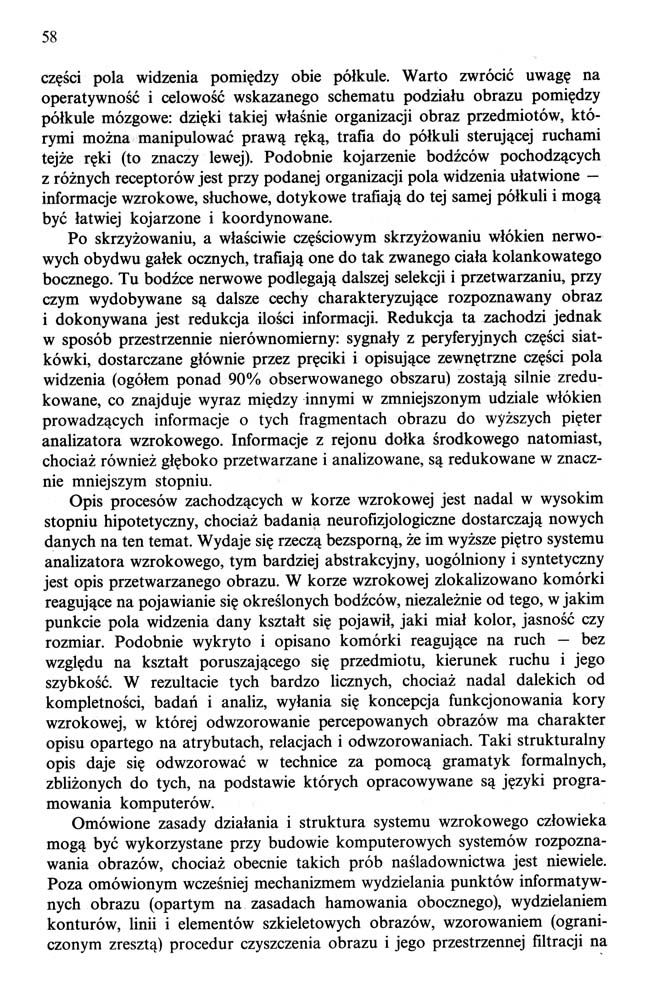 58
części pola widzenia pomiędzy obie półkule. Warto zwrócić uwagę na
operatywność i celowość wskazanego schematu podziału obrazu pomiędzy
półkule mózgowe: dzięki takiej właśnie organizacji obraz przedmiotów, któ-
rymi można manipulować prawą ręką, trafia do półkuli sterującej ruchami
tejże ręki (to znaczy lewej). Podobnie kojarzenie bodźców pochodzących
z różnych receptorów jest przy podanej organizacji pola widzenia ułatwione —
informacje wzrokowe, słuchowe, dotykowe trafiają do tej samej półkuli i mogą
być łatwiej kojarzone i koordynowane.
Po skrzyżowaniu, a właściwie częściowym skrzyżowaniu włókien nerwo-
wych obydwu gałek ocznych, trafiają one do tak zwanego ciała kolankowatego
bocznego. Tu bodźce nerwowe podlegają dalszej selekcji i przetwarzaniu, przy
czym wydobywane są dalsze cechy charakteryzujące rozpoznawany obraz
i dokonywana jest redukcja ilości informacji. Redukcja ta zachodzi jednak
w sposób przestrzennie nierównomierny: sygnały z peryferyjnych części siat-
kówki, dostarczane głównie przez pręciki i opisujące zewnętrzne części pola
widzenia (ogółem ponad 90% obserwowanego obszaru) zostają silnie zredu-
kowane, co znajduje wyraz między innymi w zmniejszonym udziale włókien
prowadzących informacje o tych fragmentach obrazu do wyższych pięter
analizatora wzrokowego. Informacje z rejonu dołka środkowego natomiast,
chociaż również głęboko przetwarzane i analizowane, są redukowane w znacz-
nie mniejszym stopniu.
Opis procesów zachodzących w korze wzrokowej jest nadal w wysokim
stopniu hipotetyczny, chociaż badania neurofizjologiczne dostarczają nowych
danych na ten temat. Wydaje się rzeczą bezsporną, że im wyższe piętro systemu
analizatora wzrokowego, tym bardziej abstrakcyjny, uogólniony i syntetyczny
jest opis przetwarzanego obrazu. W korze wzrokowej zlokalizowano komórki
reagujące na pojawianie się określonych bodźców, niezależnie od tego, w jakim
punkcie pola widzenia dany kształt się pojawił, jaki miał kolor, jasność czy
rozmiar. Podobnie wykryto i opisano komórki reagujące na ruch — bez
względu na kształt poruszającego się przedmiotu, kierunek ruchu i jego
szybkość. W rezultacie tych bardzo licznych, chociaż nadal dalekich od
kompletności, badań i analiz, wyłania się koncepcja funkcjonowania kory
wzrokowej, w której odwzorowanie percepowanych obrazów ma charakter
opisu opartego na atrybutach, relacjach i odwzorowaniach. Taki strukturalny
opis daje się odwzorować w technice za pomocą gramatyk formalnych,
zbliżonych do tych, na podstawie których opracowywane są języki progra-
mowania komputerów.
Omówione zasady działania i struktura systemu wzrokowego człowieka
mogą być wykorzystane przy budowie komputerowych systemów rozpozna-
wania obrazów, chociaż obecnie takich prób naśladownictwa jest niewiele.
Poza omówionym wcześniej mechanizmem wydzielania punktów informatyw-
nych obrazu (opartym na zasadach hamowania obocznego), wydzielaniem
konturów, linii i elementów szkieletowych obrazów, wzorowaniem (ograni-
czonym zresztą) procedur czyszczenia obrazu i jego przestrzennej filtracji na